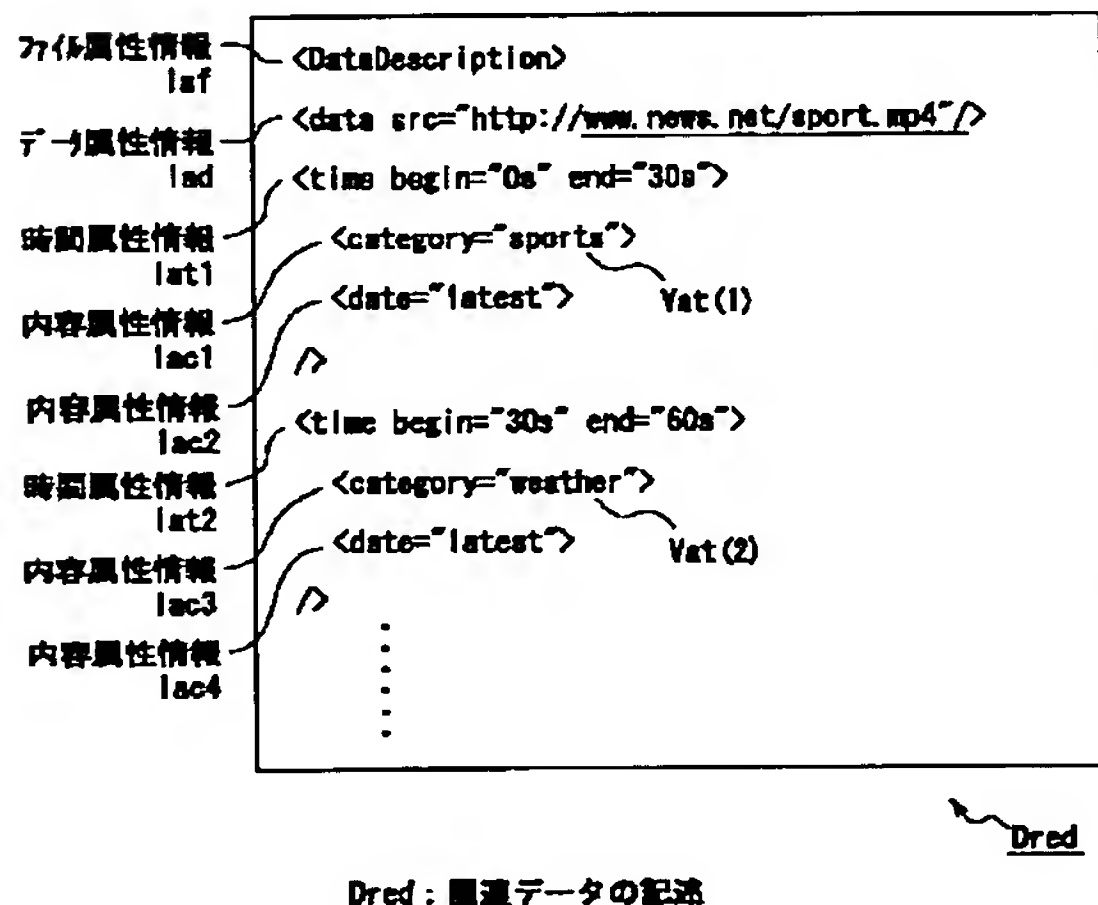 ファイル属性情報
Iaf
<DataDescription>
データ属性情報
Iad
<data src="http://www.news.net/sport.mp4"/>
時間属性情報
Iat1
<time begin="0s" end="30s">
内容属性情報
Iac1
<category="sports">
Vat(1)
内容属性情報
Iac2
<date="latest">
/>
時間属性情報
Iat2
<time begin="30s" end="60s">
内容属性情報
Iac3
<category="weather">
Vat(2)
内容属性情報
Iac4
<date="latest">
/>
Dred
Dred : 関連データの記述